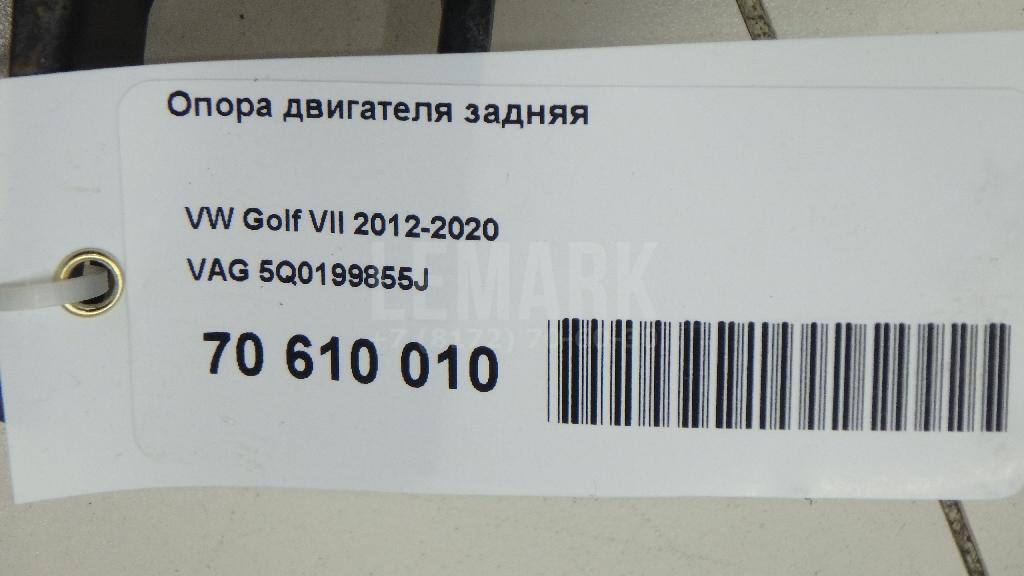 Опора двигателя задняя
VW Golf VII 2012-2020
VAG 5Q0199855J
LEMARK
70 610 010